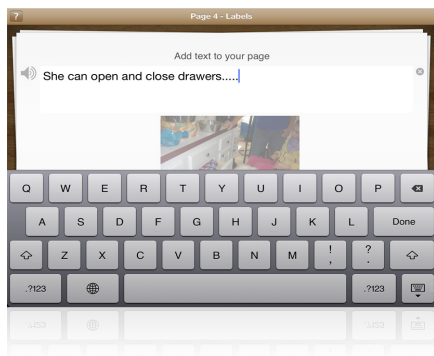 ?
Page 4 - Labels
Add text to your page
She can open and close drawers.....
Q W E R T Y U I O P
A S D F G H J K L Done
Z X C V B N M ! , ? .
.?123 .?123